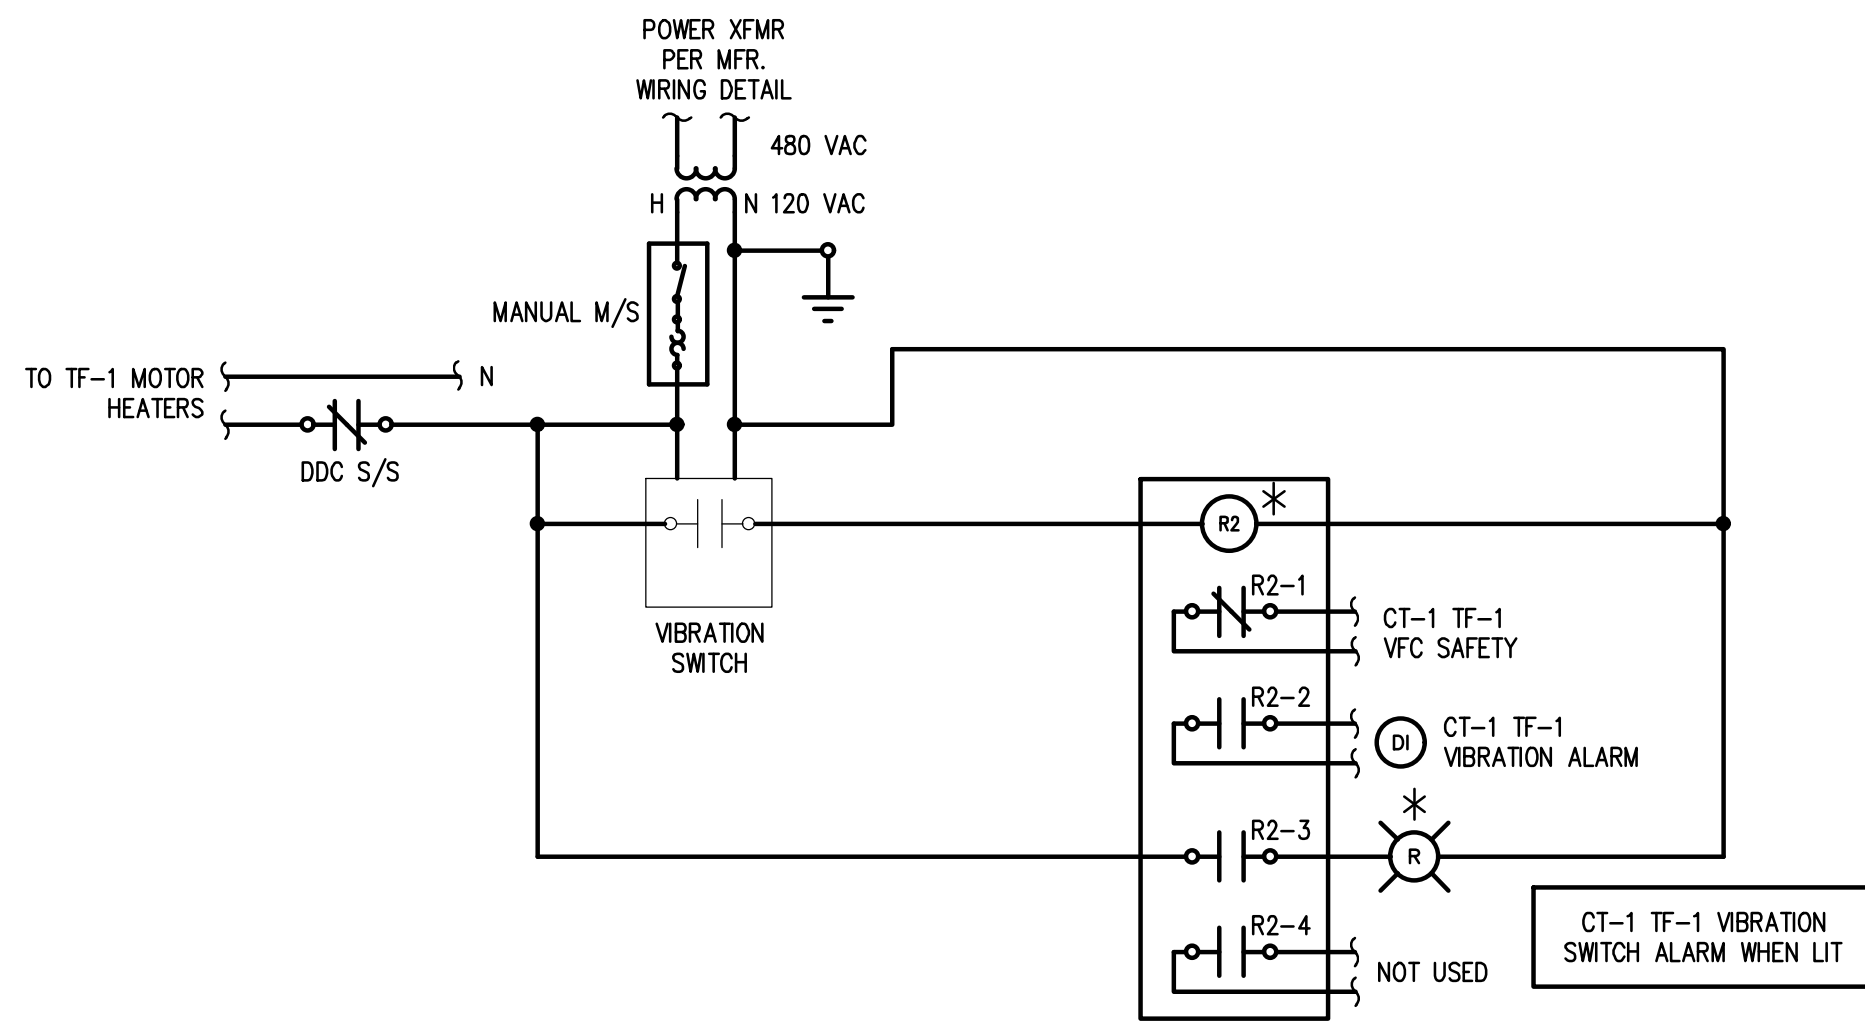 POWER XFMR
PER MFR.
WIRING DETAIL
480 VAC
H
N 120 VAC
MANUAL M/S
TO TF-1 MOTOR
HEATERS
N
DDC S/S
VIBRATION
SWITCH
R2
R2-1
CT-1 TF-1
VFC SAFETY
R2-2
DI
CT-1 TF-1
VIBRATION ALARM
R2-3
R
R2-4
NOT USED
CT-1 TF-1 VIBRATION
SWITCH ALARM WHEN LIT